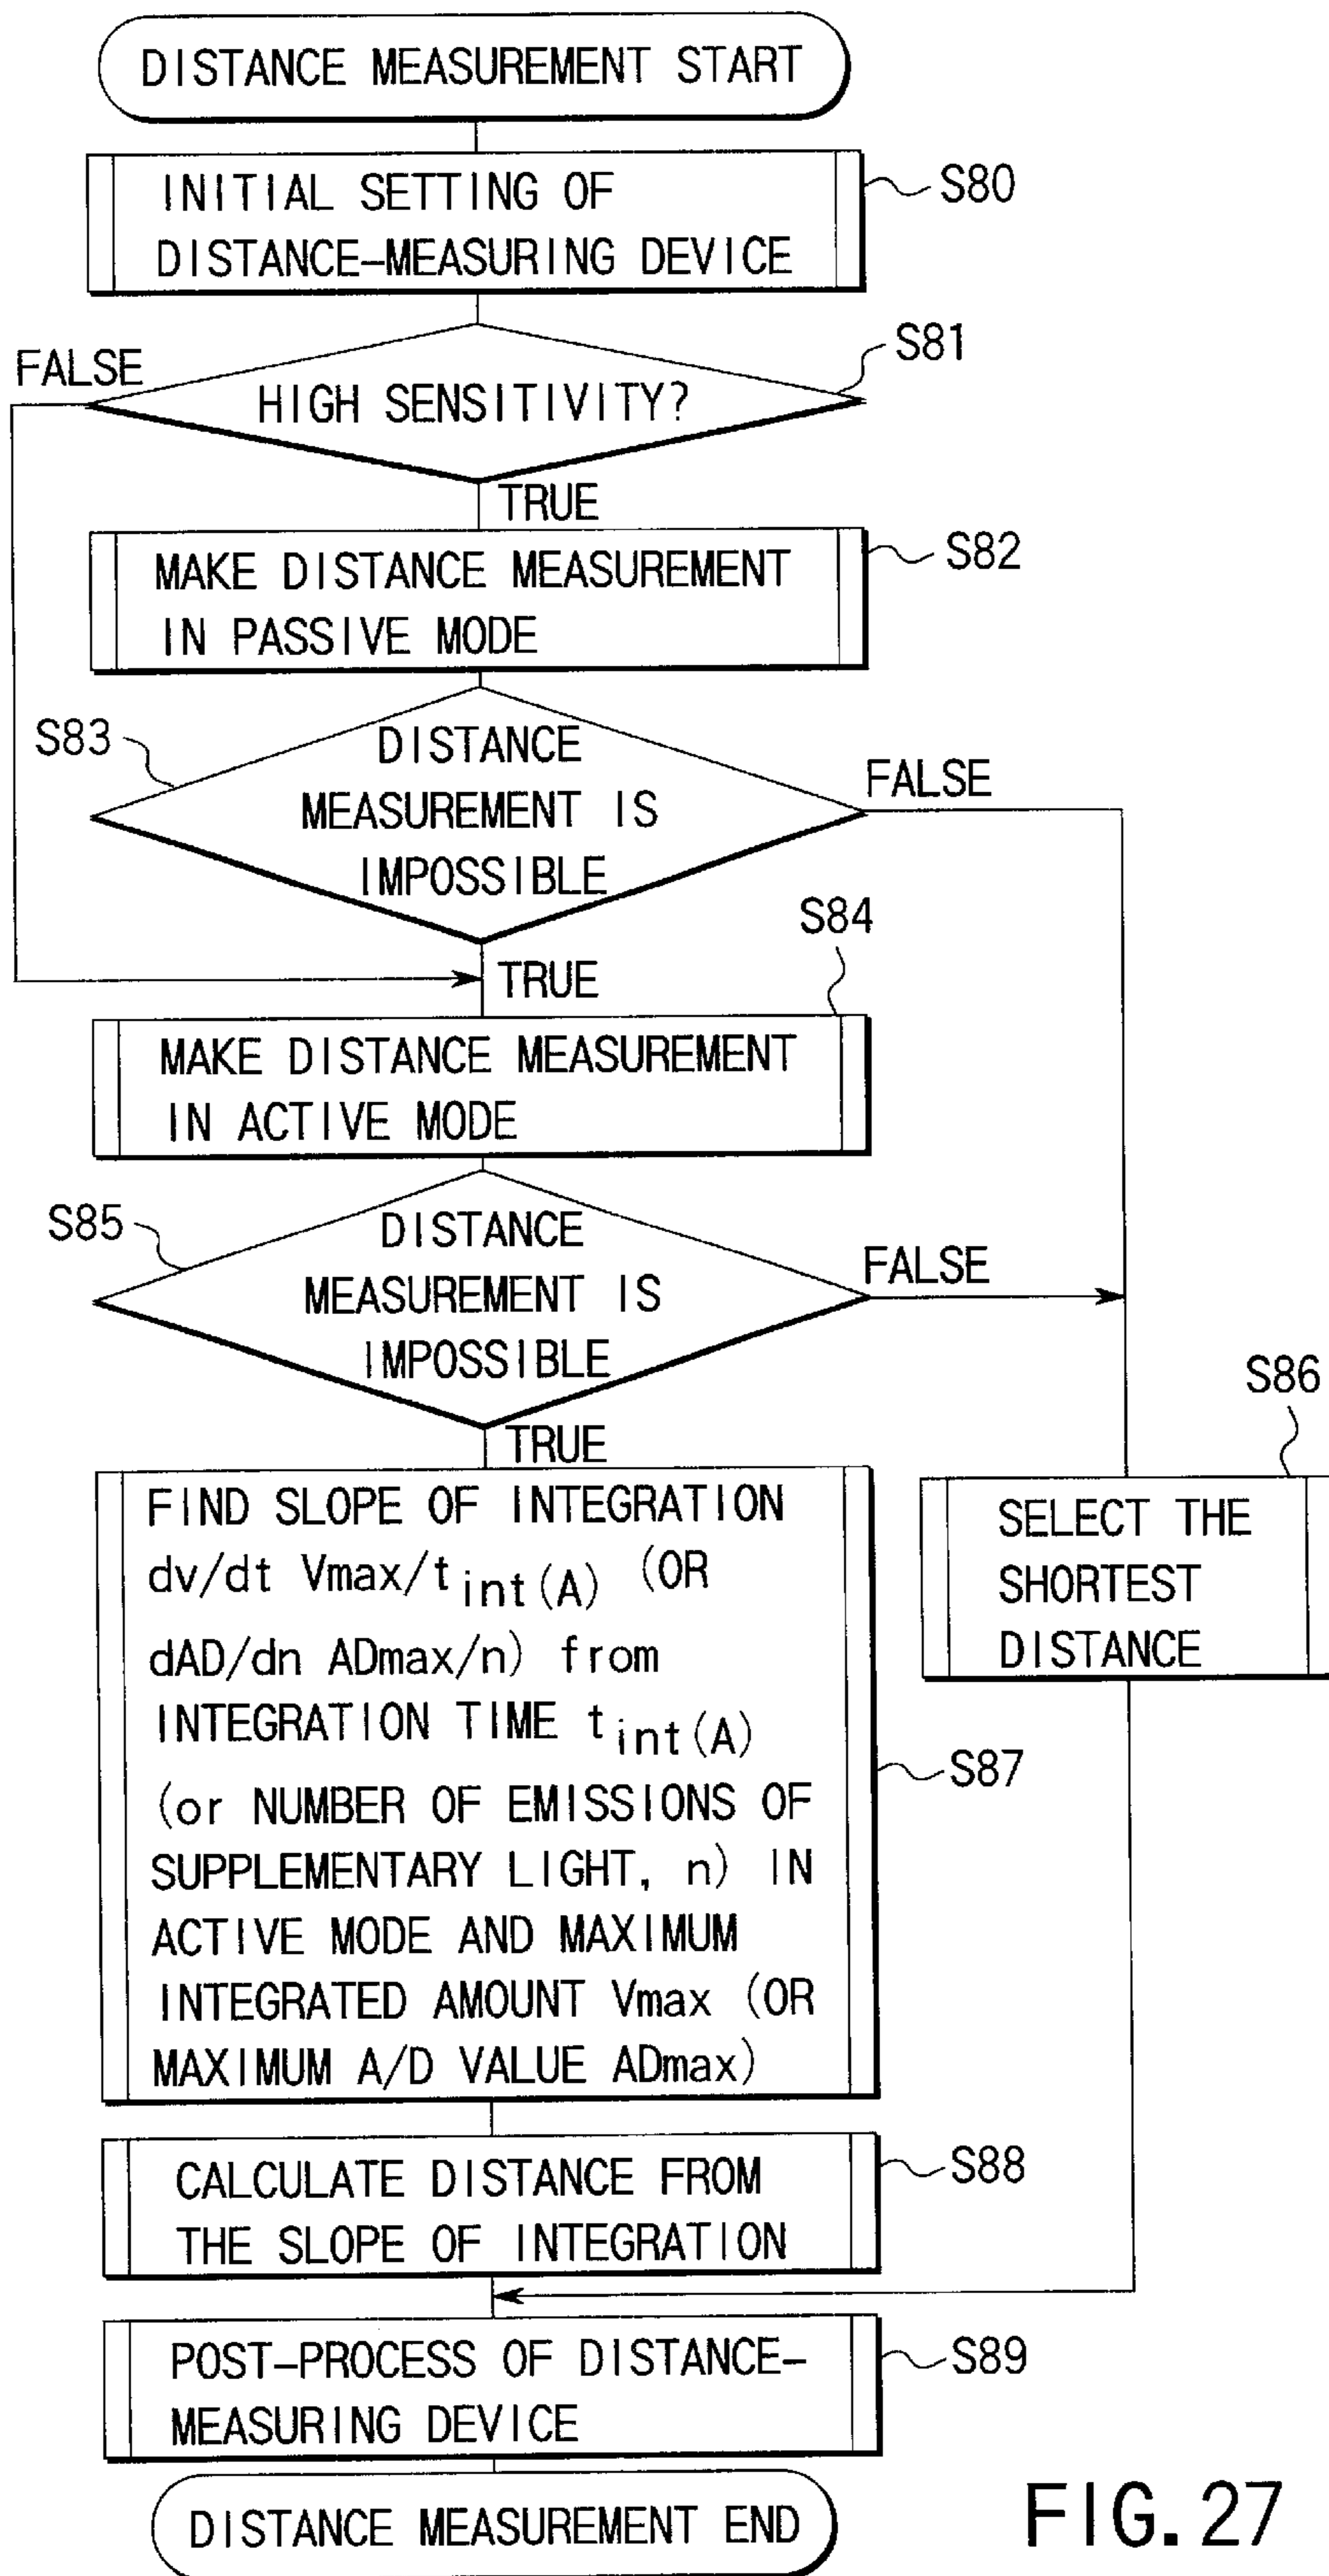 DISTANCE MEASUREMENT START
INITIAL SETTING OF
DISTANCE-MEASURING DEVICE
S80
S81
FALSE
HIGH SENSITIVITY?
TRUE
MAKE DISTANCE MEASUREMENT
IN PASSIVE MODE
S82
S83
DISTANCE
MEASUREMENT IS
IMPOSSIBLE
FALSE
TRUE
S84
MAKE DISTANCE MEASUREMENT
IN ACTIVE MODE
S85
DISTANCE
MEASUREMENT IS
IMPOSSIBLE
FALSE
TRUE
S86
SELECT THE
SHORTEST
DISTANCE
FIND SLOPE OF INTEGRATION
dv/dt Vmax/tint(A) (OR
dAD/dn ADmax/n) from
INTEGRATION TIME tint(A)
(or NUMBER OF EMISSIONS OF
SUPPLEMENTARY LIGHT, n) IN
ACTIVE MODE AND MAXIMUM
INTEGRATED AMOUNT Vmax (OR
MAXIMUM A/D VALUE ADmax)
S87
CALCULATE DISTANCE FROM
THE SLOPE OF INTEGRATION
S88
POST-PROCESS OF DISTANCE-
MEASURING DEVICE
S89
DISTANCE MEASUREMENT END
FIG. 27